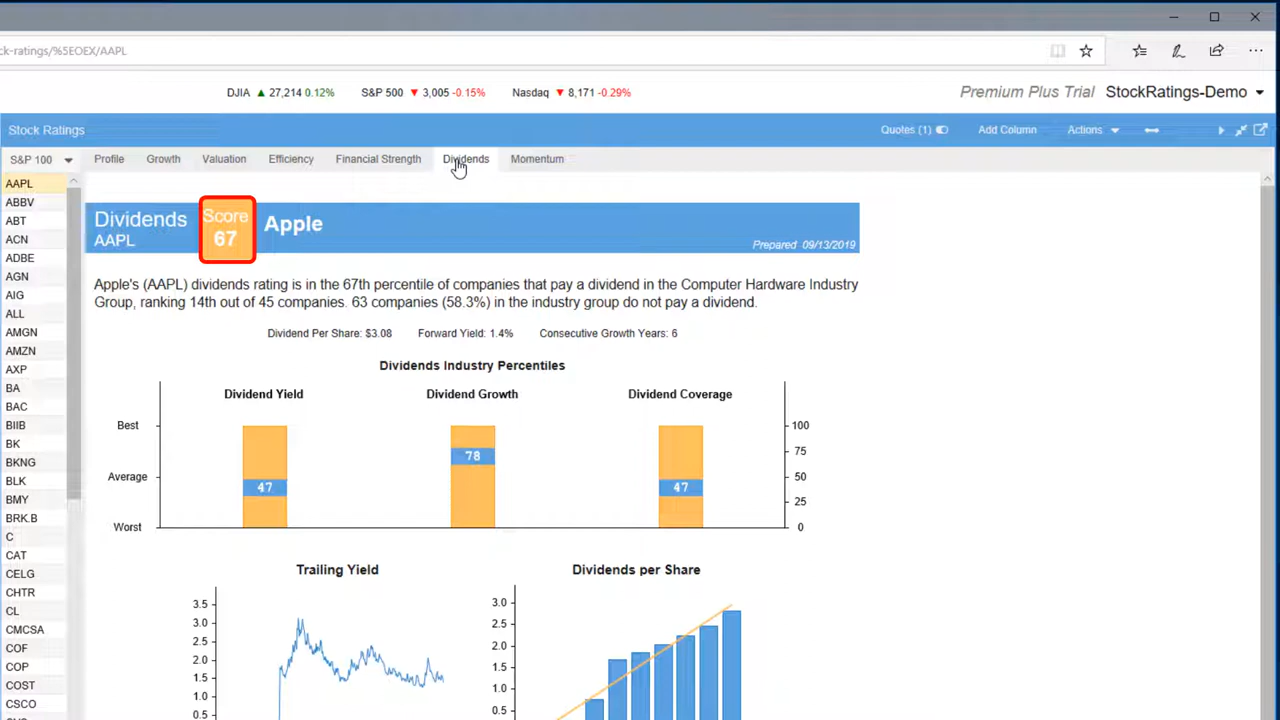 ck-ratings/%5EOEX/AAPL
DJIA ▲ 27,214 0.12% S&P 500 ▼ 3,005 -0.15% Nasdaq ▼ 8,171 -0.29% Premium Plus Trial StockRatings-Demo
Stock Ratings Quotes (1) Add Column Actions
S&P 100 Profile Growth Valuation Efficiency Financial Strength Dividends Momentum
AAPL
ABBV
ABT
ACN
ADBE
AGN
AIG
ALL
AMGN
AMZN
AXP
BA
BAC
BIIB
BK
BKNG
BLK
BMY
BRK.B
C
CAT
CELG
CHTR
CL
CMCSA
COF
COP
COST
CSCO
Dividends
AAPL
Score
67
Apple
Prepared 09/13/2019
Apple's (AAPL) dividends rating is in the 67th percentile of companies that pay a dividend in the Computer Hardware Industry
Group, ranking 14th out of 45 companies. 63 companies (58.3%) in the industry group do not pay a dividend.
Dividend Per Share: $3.08 Forward Yield: 1.4% Consecutive Growth Years: 6
Dividends Industry Percentiles
Dividend Yield Dividend Growth Dividend Coverage
Best 100
78 75
Average 50
47 47
25
Worst 0
Trailing Yield Dividends per Share
3.5
3.0
2.5
2.0
1.5
1.0
0.5
3.0
2.5
2.0
1.5
1.0
0.5